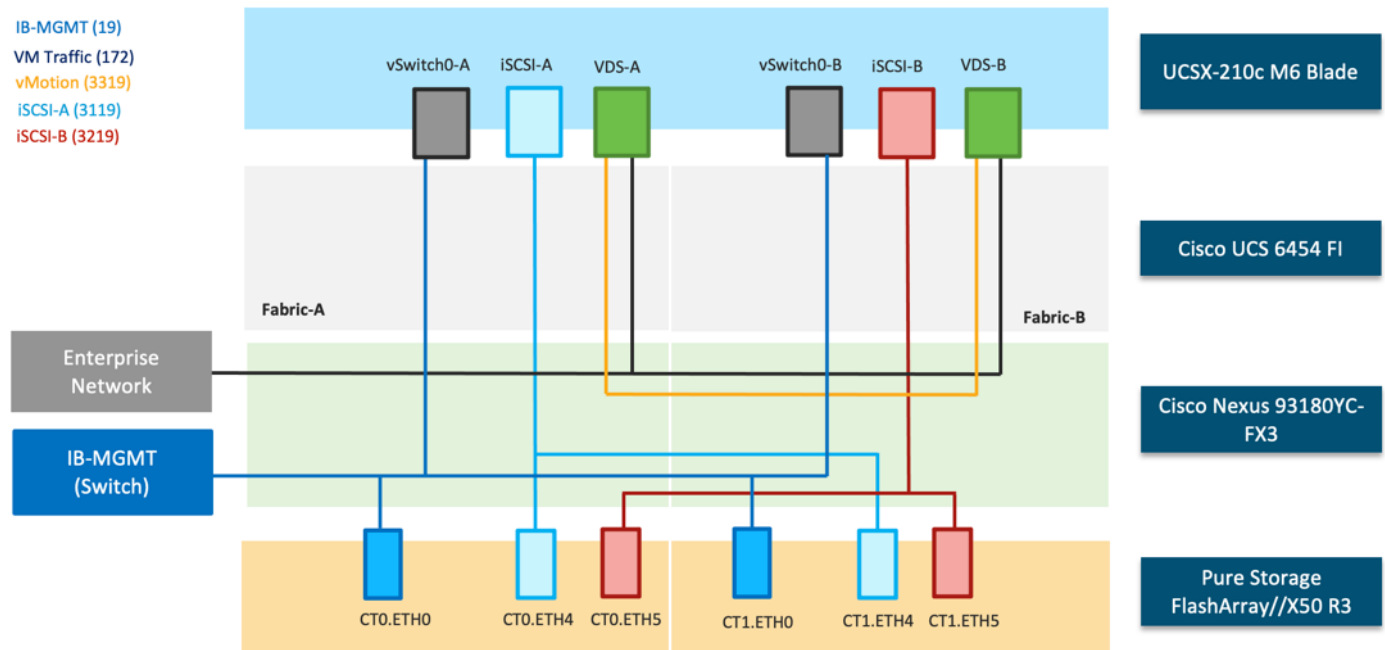 IB-MGMT (19)
VM Traffic (172)
vMotion (3319)
iSCSI-A (3119)
iSCSI-B (3219)
vSwitch0-A
iSCSI-A
VDS-A
vSwitch0-B
iSCSI-B
VDS-B
UCSX-210c M6 Blade
Cisco UCS 6454 FI
Fabric-A
Fabric-B
Enterprise
Network
Cisco Nexus 93180YC-
FX3
IB-MGMT
(Switch)
CT0.ETH0
CT0.ETH4
CT0.ETH5
CT1.ETH0
CT1.ETH4
CT1.ETH5
Pure Storage
FlashArray//X50 R3